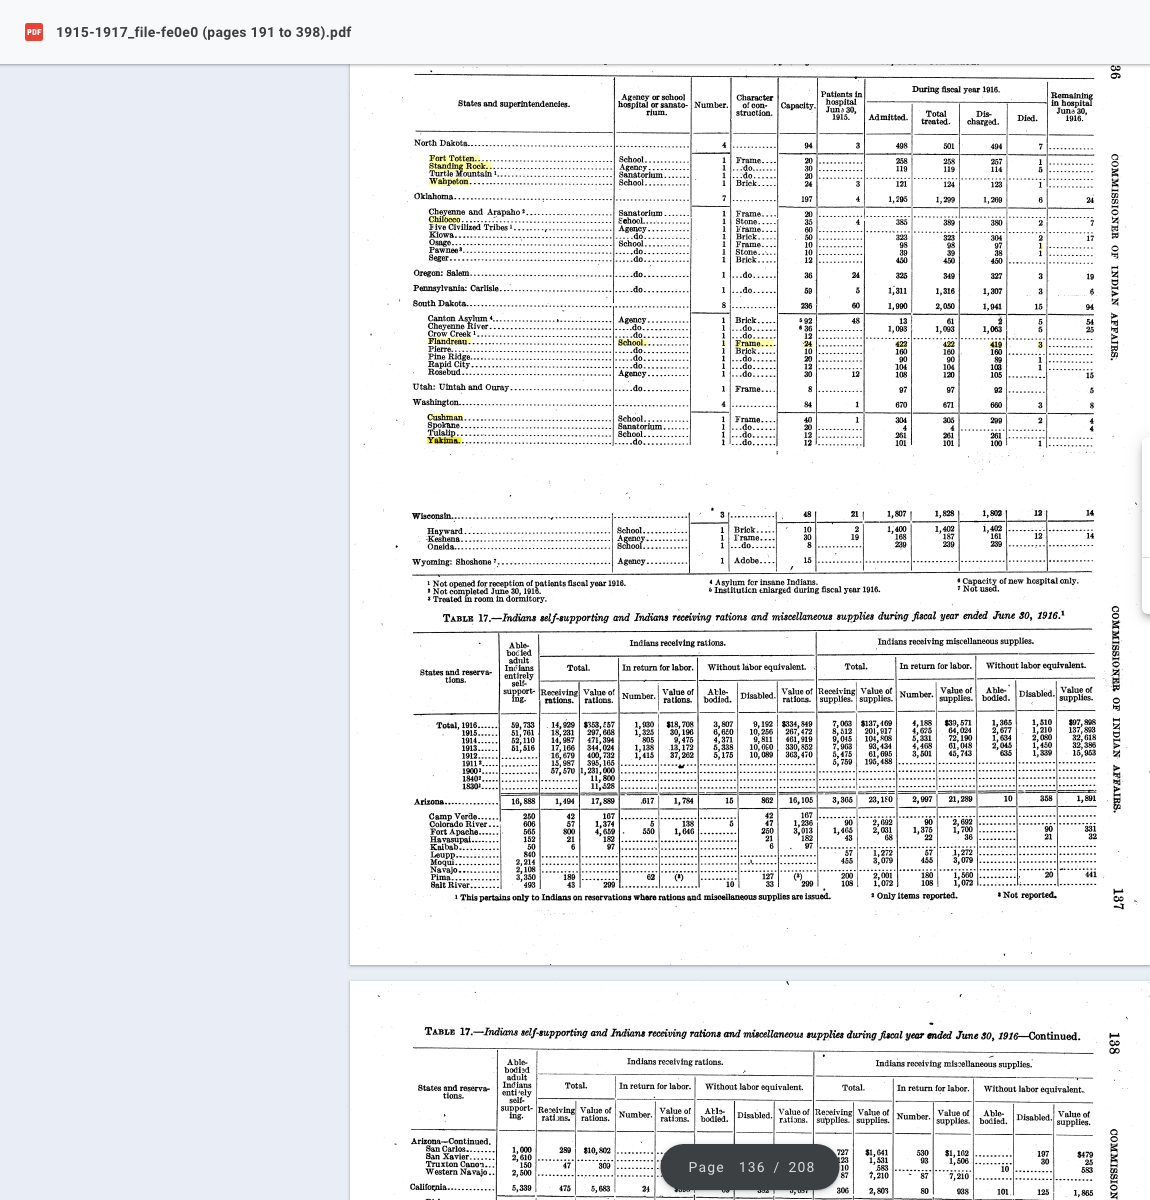 PDF 1915-1917_file-fe0e0 (pages 191 to 398).pdf
36
COMMISSIONER OF INDIAN AFFAIRS.
States and superintendencies. Agency or school hospital or sanatorium. Number. Character of construction. Capacity. Patients in hospital June 30, 1915. During fiscal year 1916. Admitted. Total treated. Discharged. Died. Remaining in hospital June 30, 1916.
North Dakota 4 94 3 498 501 494 7
Fort Totten School 1 Frame 20 258 258 257 1
Standing Rock Agency 1 do 30 119 119 114 5
Turtle Mountain ¹ Sanatorium 1 do 20
Wahpeton School 1 Brick 24 3 121 124 123 1
Oklahoma 7 197 4 1,295 1,299 1,269 6 24
Cheyenne and Arapaho ² Sanatorium 1 Frame 20
Chilocco School 1 Stone 35 4 385 389 380 2 7
Five Civilized Tribes ¹ Agency 1 Frame 60
Kiowa do 1 Brick 50 323 323 304 2 17
Osage School 1 Frame 10 98 98 97 1
Pawnee ³ do 1 Stone 10 39 39 38 1
Seger do 1 Brick 12 450 450 450
Oregon: Salem do 1 do 36 24 325 349 327 3 19
Pennsylvania: Carlisle do 1 do 59 5 1,311 1,316 1,307 3 6
South Dakota 8 236 60 1,990 2,050 1,941 15 94
Canton Asylum ⁴ Agency 1 Brick ⁵ 92 48 13 61 2 5 54
Cheyenne River do 1 do ⁶ 36 1,093 1,093 1,063 5 25
Crow Creek ¹ do 1 do 12
Flandreau School 1 Frame 24 422 422 419 3
Pierre do 1 Brick 10 160 160 160
Pine Ridge do 1 do 20 90 90 89 1
Rapid City do 1 do 12 104 104 103 1
Rosebud Agency 1 do 30 12 108 120 105 15
Utah: Uintah and Ouray do 1 Frame 8 97 97 92 5
Washington 4 84 1 670 671 660 3 8
Cushman School 1 Frame 40 1 304 305 299 2 4
Spokane Sanatorium 1 do 20 4 4 4
Tulalip School 1 do 12 261 261 261
Yakima do 1 do 12 101 101 100 1
Wisconsin 3 48 21 1,807 1,828 1,802 12 14
Hayward School 1 Brick 10 2 1,400 1,402 1,402
Keshena Agency 1 Frame 30 19 168 187 161 12 14
Oneida School 1 do 8 239 239 239
Wyoming: Shoshone ⁷ Agency 1 Adobe 15
¹ Not opened for reception of patients fiscal year 1916. ⁴ Asylum for insane Indians. ⁶ Capacity of new hospital only.
² Not completed June 30, 1916. ⁵ Institution enlarged during fiscal year 1916. ⁷ Not used.
³ Treated in room in dormitory.
TABLE 17.—Indians self-supporting and Indians receiving rations and miscellaneous supplies during fiscal year ended June 30, 1916.¹
COMMISSIONER OF INDIAN AFFAIRS.
States and reservations. Able-bodied adult Indians entirely self-supporting. Indians receiving rations. Indians receiving miscellaneous supplies.
Total. In return for labor. Without labor equivalent. Total. In return for labor. Without labor equivalent.
Receiving rations. Value of rations. Number. Value of rations. Able-bodied. Disabled. Value of rations. Receiving supplies. Value of supplies. Number. Value of supplies. Able-bodied. Disabled. Value of supplies.
Total, 1916 59,733 14,929 $353,557 1,930 $18,708 3,807 9,192 $334,849 7,063 $137,469 4,188 $39,571 1,365 1,510 $97,898
1915 51,761 18,231 297,668 1,325 30,196 6,650 10,256 267,472 8,512 201,917 4,625 64,024 2,677 1,210 137,893
1914 52,110 14,987 471,394 805 9,475 4,371 9,811 461,919 9,045 104,808 5,331 72,190 1,634 2,080 32,618
1913 51,516 17,166 344,024 1,138 13,172 5,338 10,690 330,852 7,963 93,434 4,468 61,048 2,045 1,450 32,386
1912 16,679 400,732 1,415 37,262 5,175 10,089 363,470 5,475 61,695 3,501 45,743 635 1,339 15,953
1911² 15,987 395,165 5,759 195,488
1900² 57,570 1,231,000
1840² 11,800
1830² 11,528
Arizona 16,888 1,494 17,889 617 1,784 15 862 16,105 3,365 23,180 2,997 21,289 10 358 1,891
Camp Verde 250 42 167 42 167
Colorado River 606 57 1,374 5 138 5 47 1,236 90 2,692 90 2,692
Fort Apache 565 800 4,659 550 1,646 250 3,013 1,465 2,031 1,375 1,700 90 331
Havasupai 152 21 182 21 182 43 68 22 36 21 32
Kaibab 50 6 97 6 97
Leupp 840 57 1,272 57 1,272
Moqui 2,214 455 3,079 455 3,079
Navajo 2,108
Pima 3,350 189 62 (³) 127 (³) 200 2,001 180 1,560 20 441
Salt River 493 43 299 10 33 299 108 1,072 108 1,072
¹ This pertains only to Indians on reservations where rations and miscellaneous supplies are issued. ² Only items reported. ³ Not reported.
137
TABLE 17.—Indians self-supporting and Indians receiving rations and miscellaneous supplies during fiscal year ended June 30, 1916—Continued.
138
States and reservations. Able-bodied adult Indians entirely self-supporting. Indians receiving rations. Indians receiving miscellaneous supplies.
Total. In return for labor. Without labor equivalent. Total. In return for labor. Without labor equivalent.
Receiving rations. Value of rations. Number. Value of rations. Able-bodied. Disabled. Value of rations. Receiving supplies. Value of supplies. Number. Value of supplies. Able-bodied. Disabled. Value of supplies.
Arizona—Continued.
San Carlos 1,000 289 $10,802 727 $1,641 530 $1,162 197 $479
San Xavier 2,610 123 1,531 93 1,506 30 25
Truxton Canon 150 47 309 10 583 10 583
Western Navajo 2,500 87 7,210 87 7,210
California 5,339 475 5,683 24 306 2,803 80 938 101 125 1,865
COMMISSION
Page 136 / 208